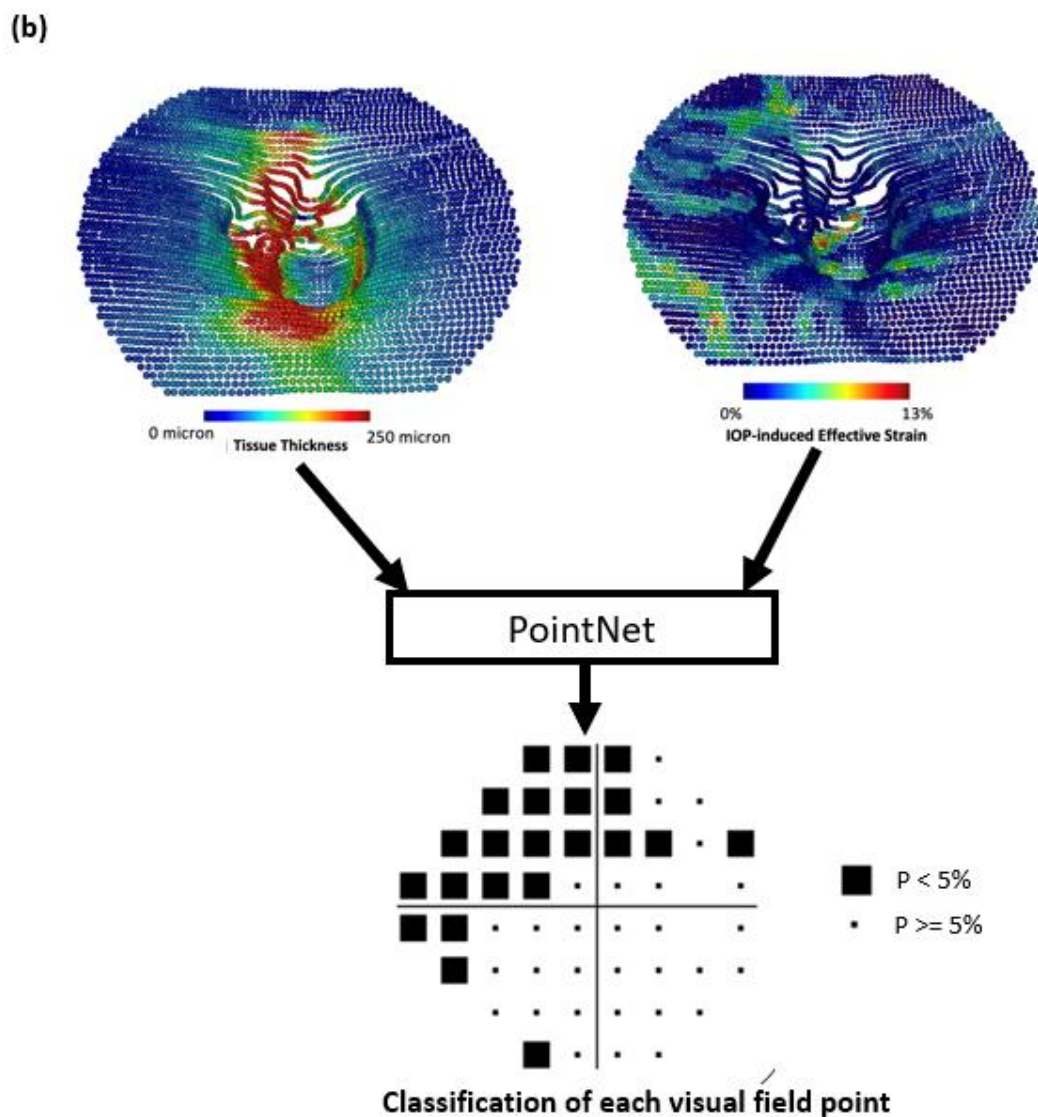 (b)
0 micron
250 micron
Tissue Thickness
0%
13%
IOP-induced Effective Strain
PointNet
P < 5%
P >= 5%
Classification of each visual field point